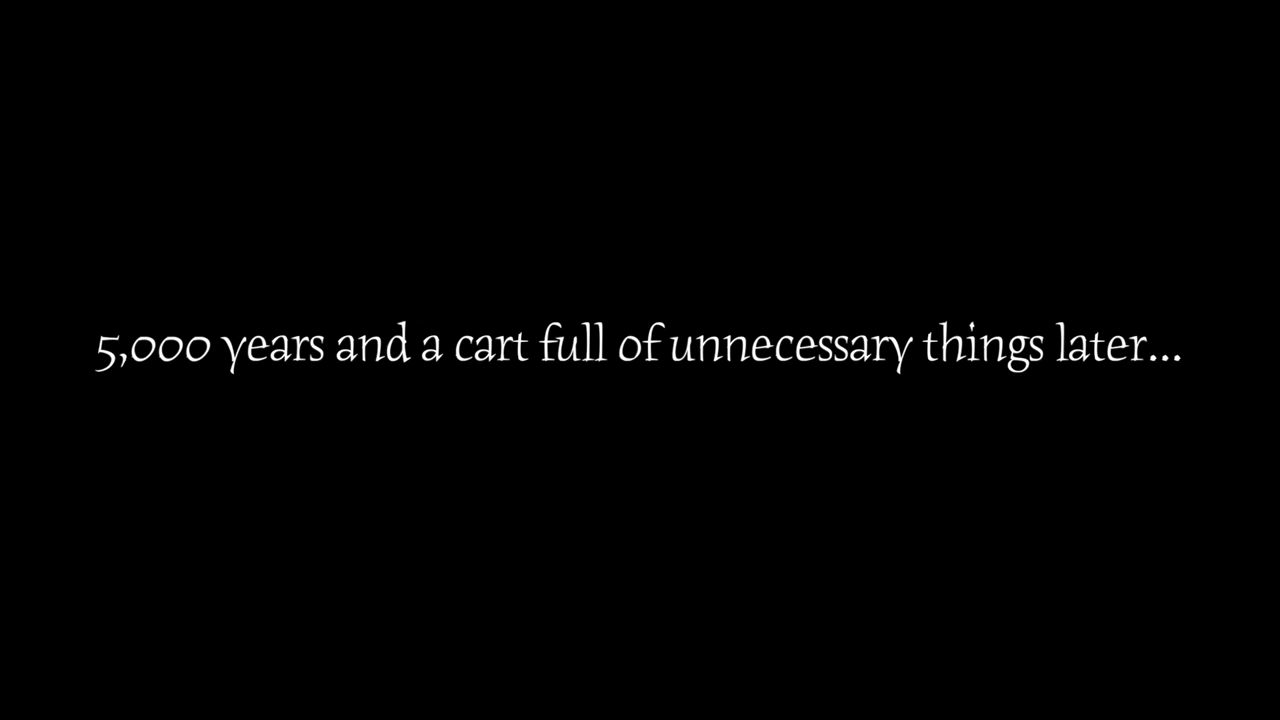 5,000 years and a cart full of unnecessary things later...